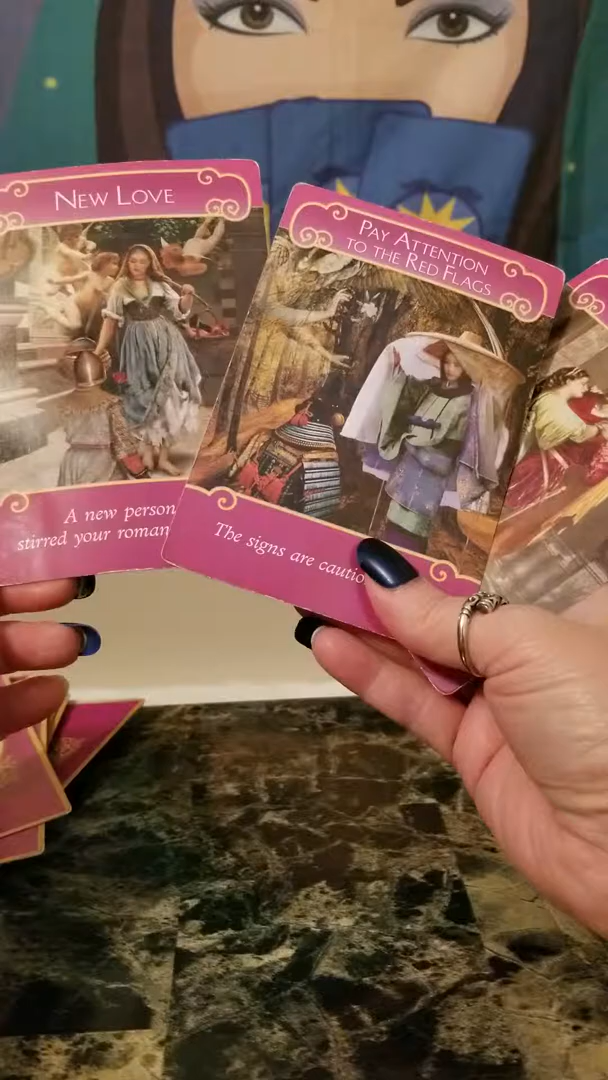 NEW LOVE
A new person
stirred your roman
PAY ATTENTION
TO THE RED FLAGS
The signs are cautio